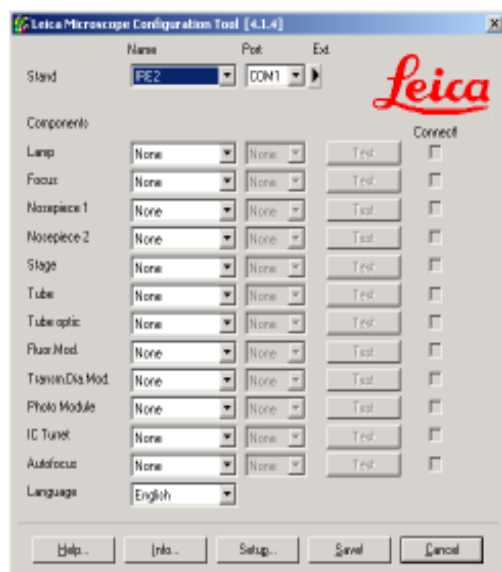 Leica Microscope Configuration Tool [4.1.4]
Name Port Ext.
Stand IRE2 COM1
Leica
Components Connect!
Lamp None None Test
Focus None None Test
Nosepiece 1 None None Test
Nosepiece 2 None None Test
Stage None None Test
Tube None None Test
Tube optic None None Test
Fluor.Mod. None None Test
Transm.Dia.Mod. None None Test
Photo Module None None Test
IC Turret None None Test
Autofocus None None Test
Language English
Help... Info... Setup... Save! Cancel